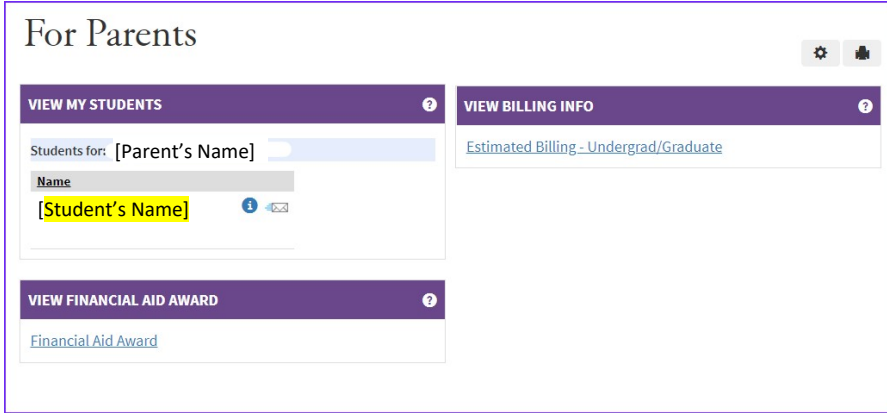 For Parents
VIEW MY STUDENTS
Students for: [Parent's Name]
Name
[Student's Name]
VIEW FINANCIAL AID AWARD
Financial Aid Award
VIEW BILLING INFO
Estimated Billing - Undergrad/Graduate